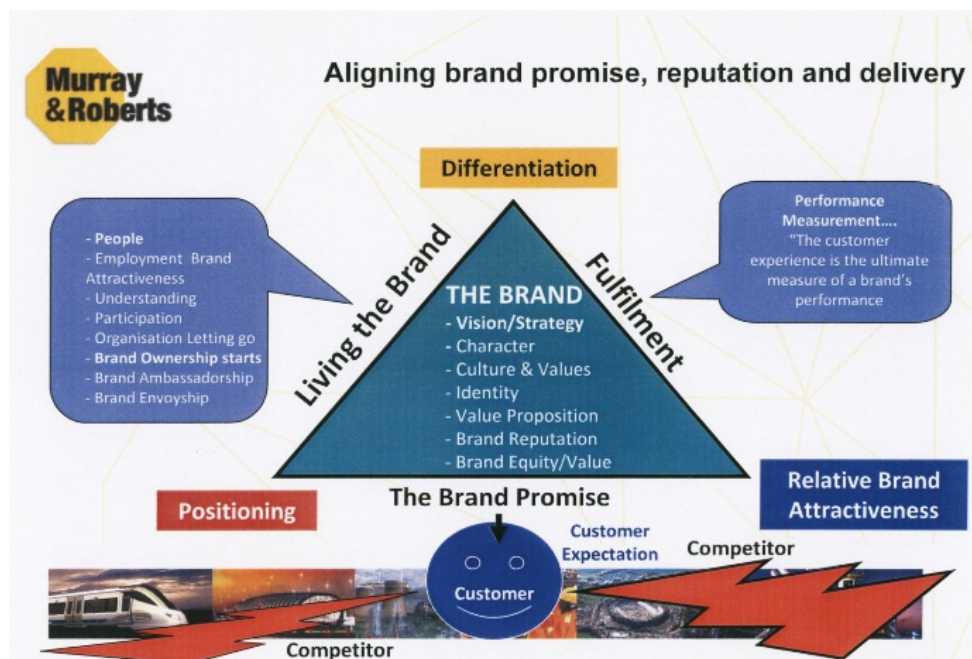 Murray
&Roberts
Aligning brand promise, reputation and delivery
Differentiation
- People
- Employment Brand
Attractiveness
- Understanding
- Participation
- Organisation Letting go
- Brand Ownership starts
- Brand Ambassadorship
- Brand Envoyship
Living the Brand
THE BRAND
- Vision/Strategy
- Character
- Culture & Values
- Identity
- Value Proposition
- Brand Reputation
- Brand Equity/Value
Fulfilment
Performance
Measurement....
“The customer
experience is the ultimate
measure of a brand’s
performance
Positioning
The Brand Promise
Relative Brand
Attractiveness
Customer
Expectation
Competitor
Customer
Competitor